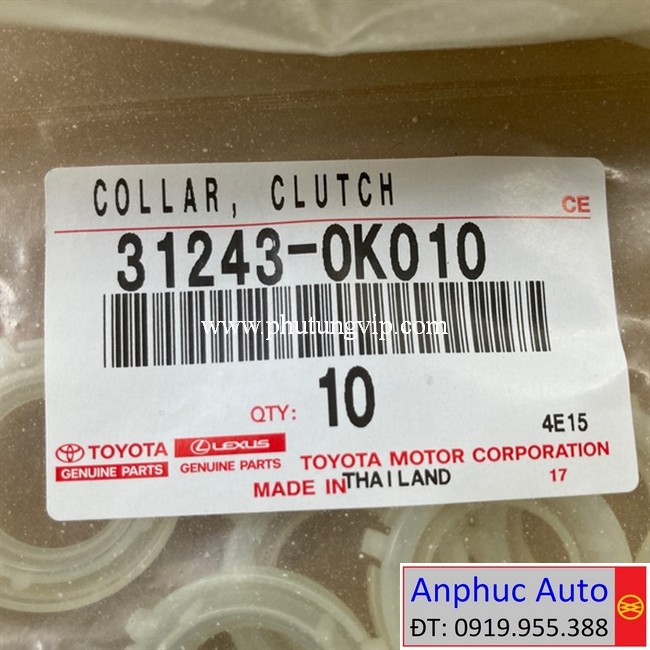 COLLAR, CLUTCH
CE
31243-0K010
www.phutungvip.com
QTY: 10
4E15
TOYOTA
GENUINE PARTS
LEXUS
GENUINE PARTS
TOYOTA MOTOR CORPORATION
MADE IN THAILAND
17
Anphuc Auto
ĐT: 0919.955.388